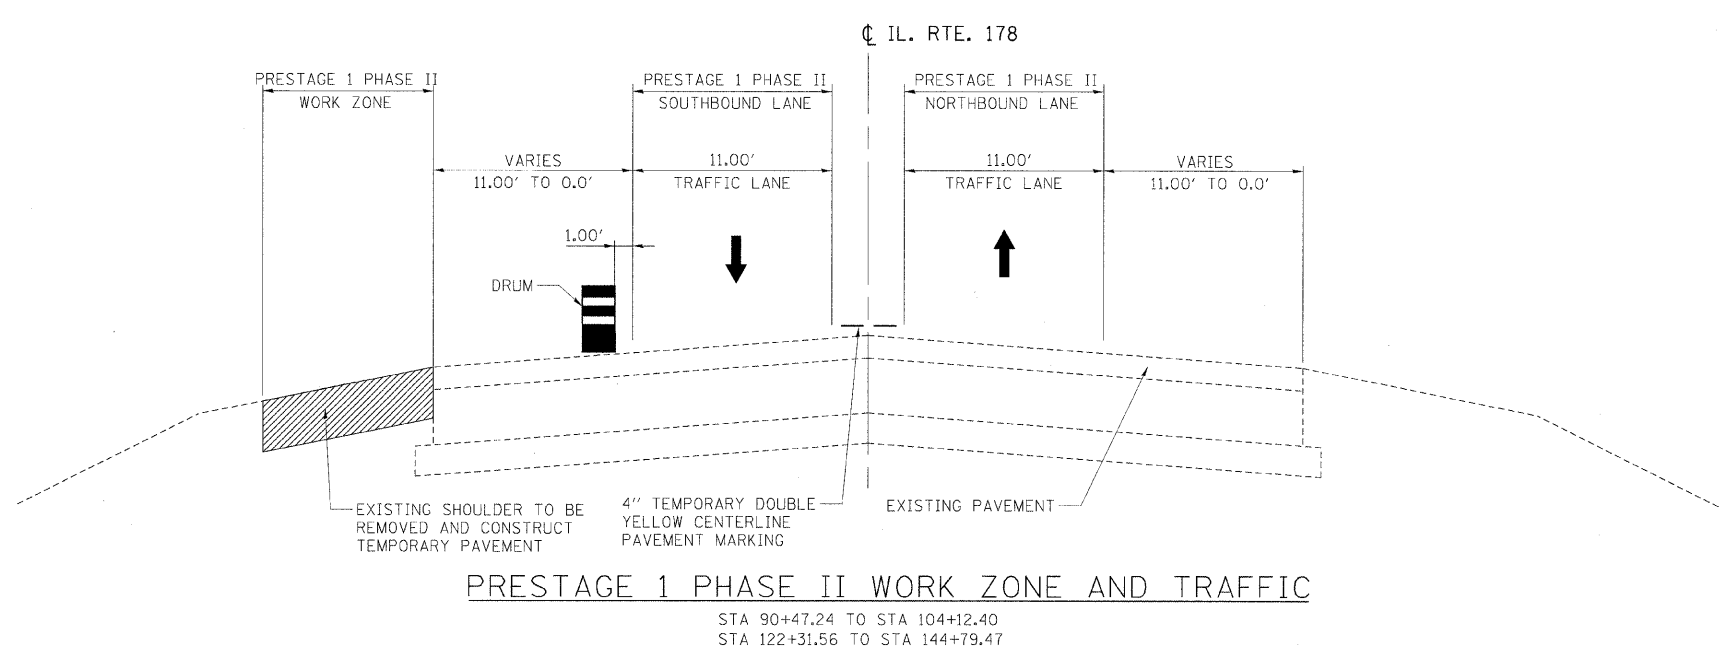 ℄ IL. RTE. 178
PRESTAGE 1 PHASE II
WORK ZONE
PRESTAGE 1 PHASE II
SOUTHBOUND LANE
PRESTAGE 1 PHASE II
NORTHBOUND LANE
VARIES
11.00' TO 0.0'
11.00'
TRAFFIC LANE
11.00'
TRAFFIC LANE
VARIES
11.00' TO 0.0'
1.00'
DRUM
EXISTING SHOULDER TO BE
REMOVED AND CONSTRUCT
TEMPORARY PAVEMENT
4" TEMPORARY DOUBLE
YELLOW CENTERLINE
PAVEMENT MARKING
EXISTING PAVEMENT
PRESTAGE 1 PHASE II WORK ZONE AND TRAFFIC
STA 90+47.24 TO STA 104+12.40
STA 122+31.56 TO STA 144+79.47